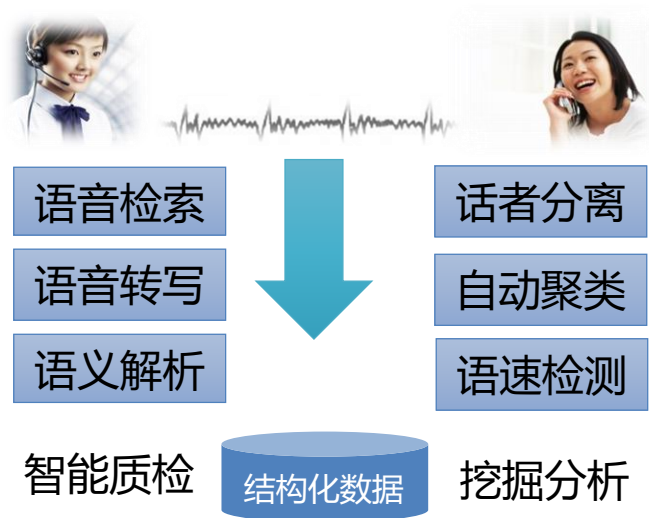 语音检索
话者分离
语音转写
自动聚类
语义解析
语速检测
智能质检
结构化数据
挖掘分析